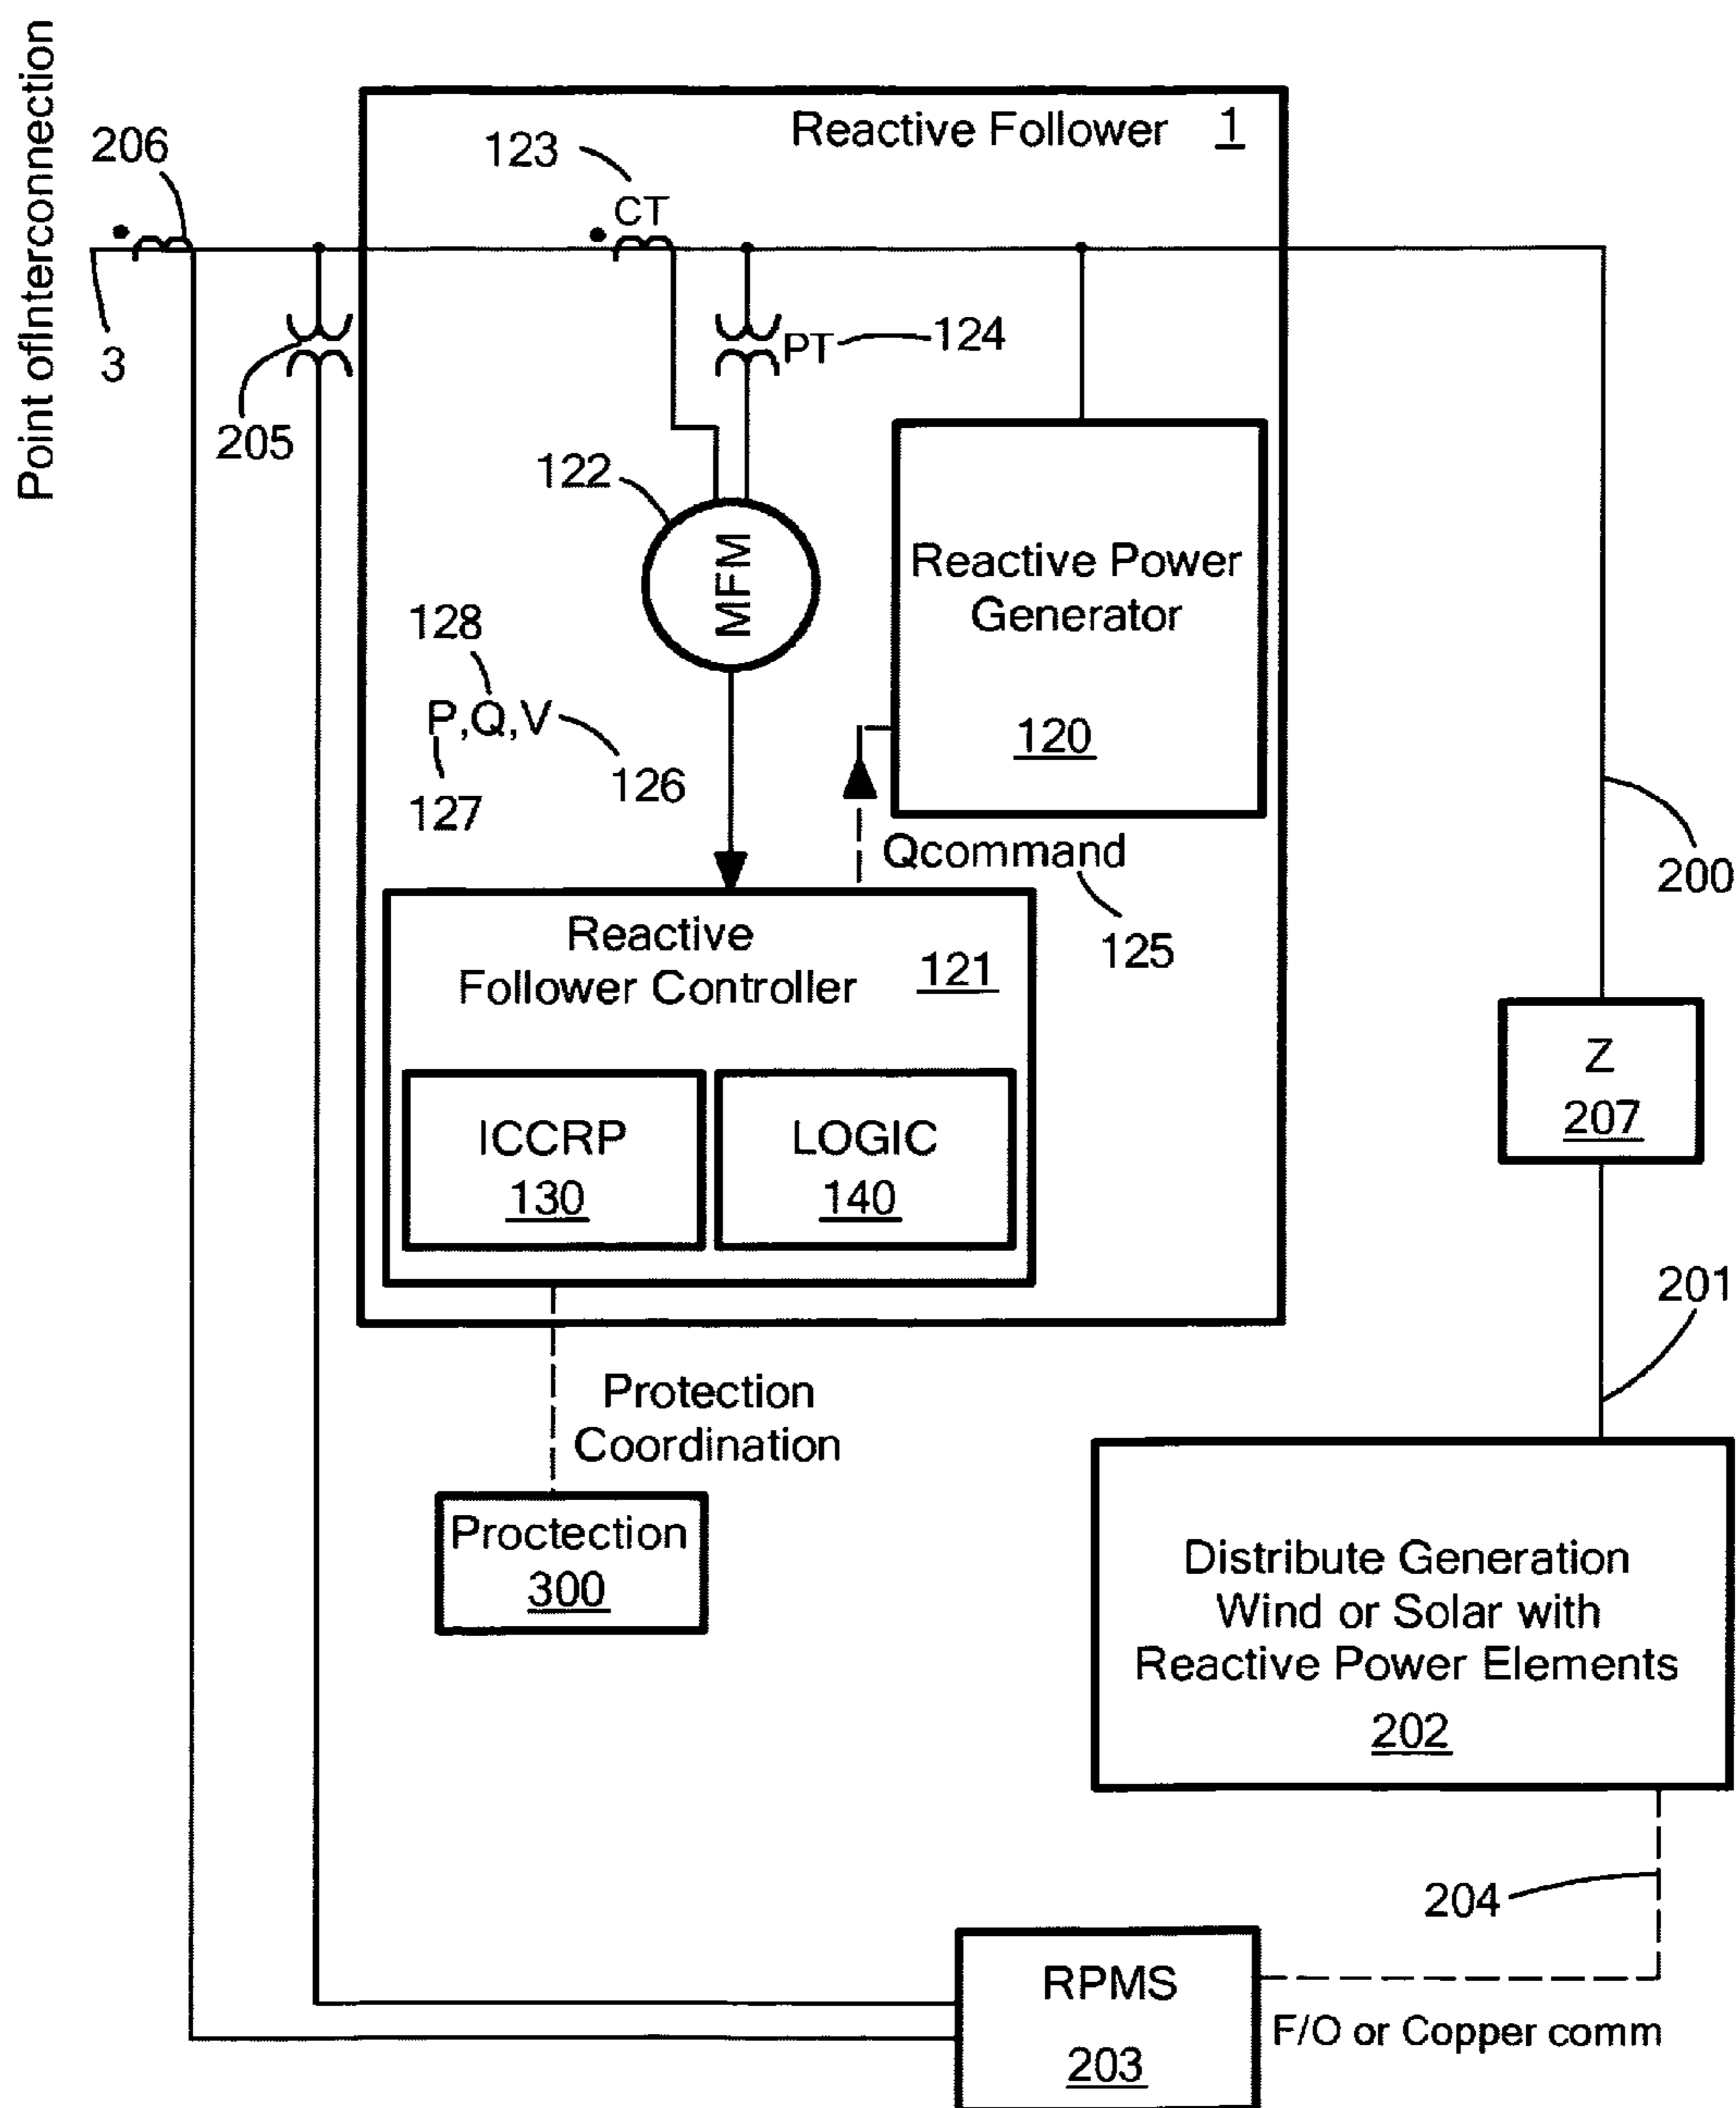 Point ofInterconnection
Reactive Follower 1
206
123
CT
3
205
PT
124
122
MFM
Reactive Power
Generator
120
128
P,Q,V
127
126
Qcommand
125
200
Reactive
Follower Controller
121
ICCRP
130
LOGIC
140
Z
207
201
Protection
Coordination
Proctection
300
Distribute Generation
Wind or Solar with
Reactive Power Elements
202
204
RPMS
203
F/O or Copper comm